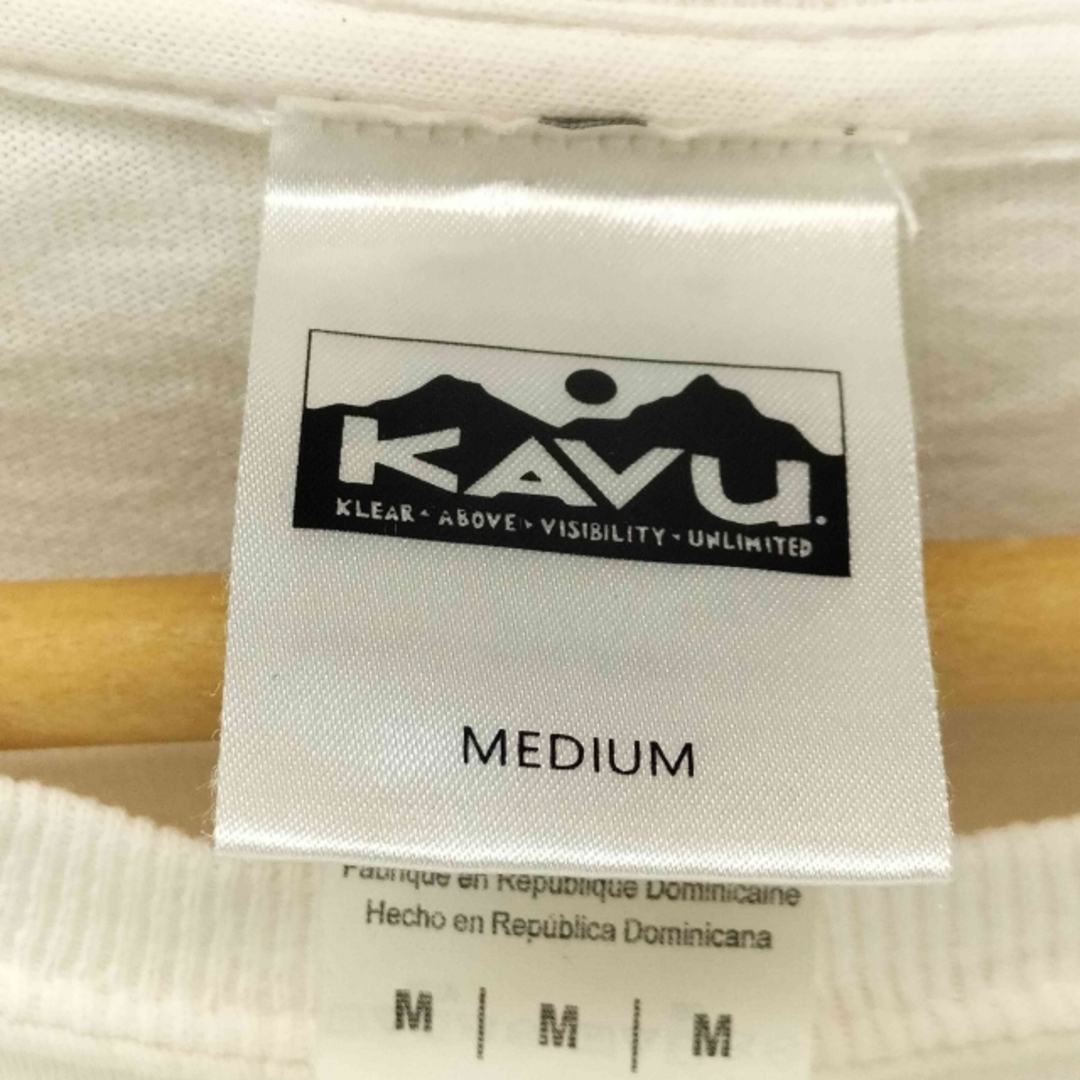 KAVU.
KLEAR • ABOVE • VISIBILITY • UNLIMITED
MEDIUM
Fabriqué en République Dominicaine
Hecho en República Dominicana
M | M | M